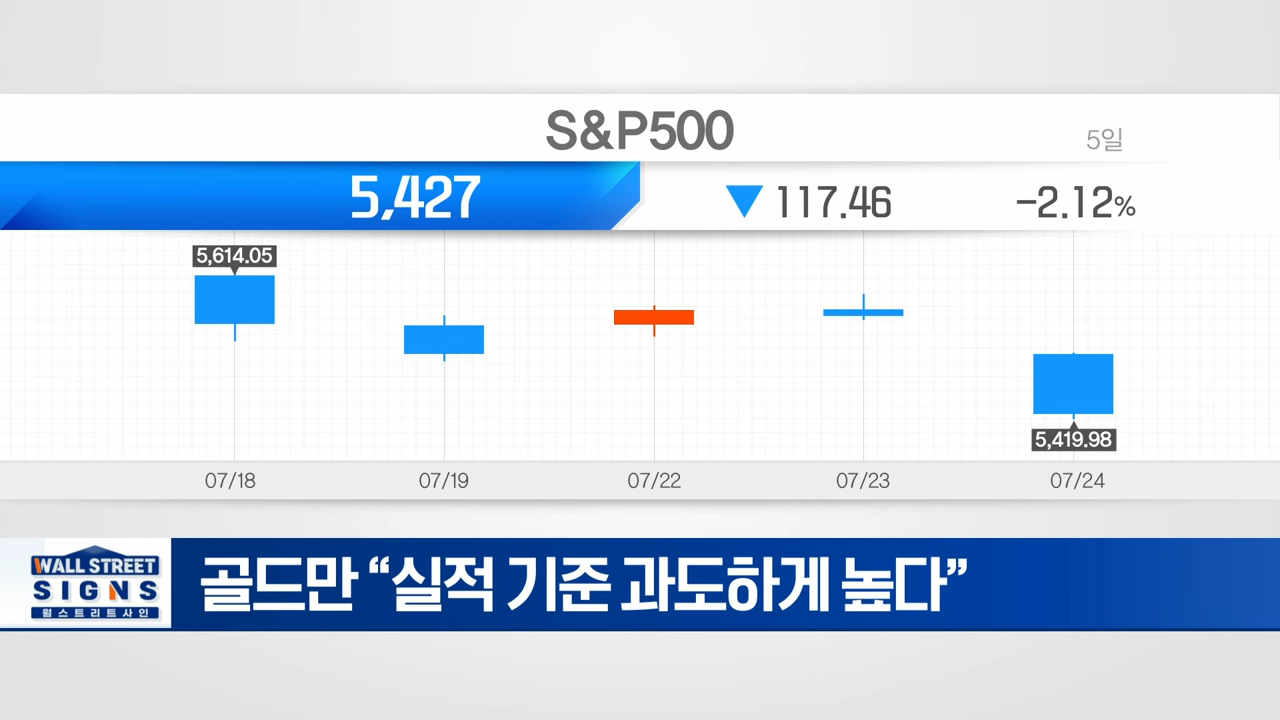 S&P500
5일
5,427
▼ 117.46
-2.12%
5,614.05
5,419.98
07/18
07/19
07/22
07/23
07/24
WALL STREET
SIGNS
월스트리트사인
골드만 “실적 기준 과도하게 높다”